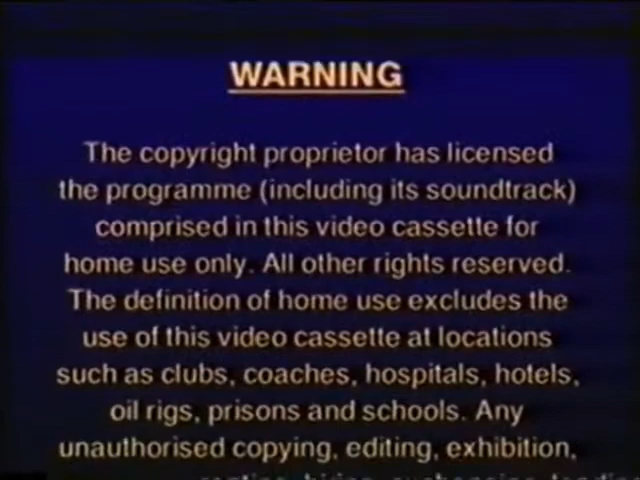 WARNING
The copyright proprietor has licensed
the programme (including its soundtrack)
comprised in this video cassette for
home use only. All other rights reserved.
The definition of home use excludes the
use of this video cassette at locations
such as clubs, coaches, hospitals, hotels,
oil rigs, prisons and schools. Any
unauthorised copying, editing, exhibition,